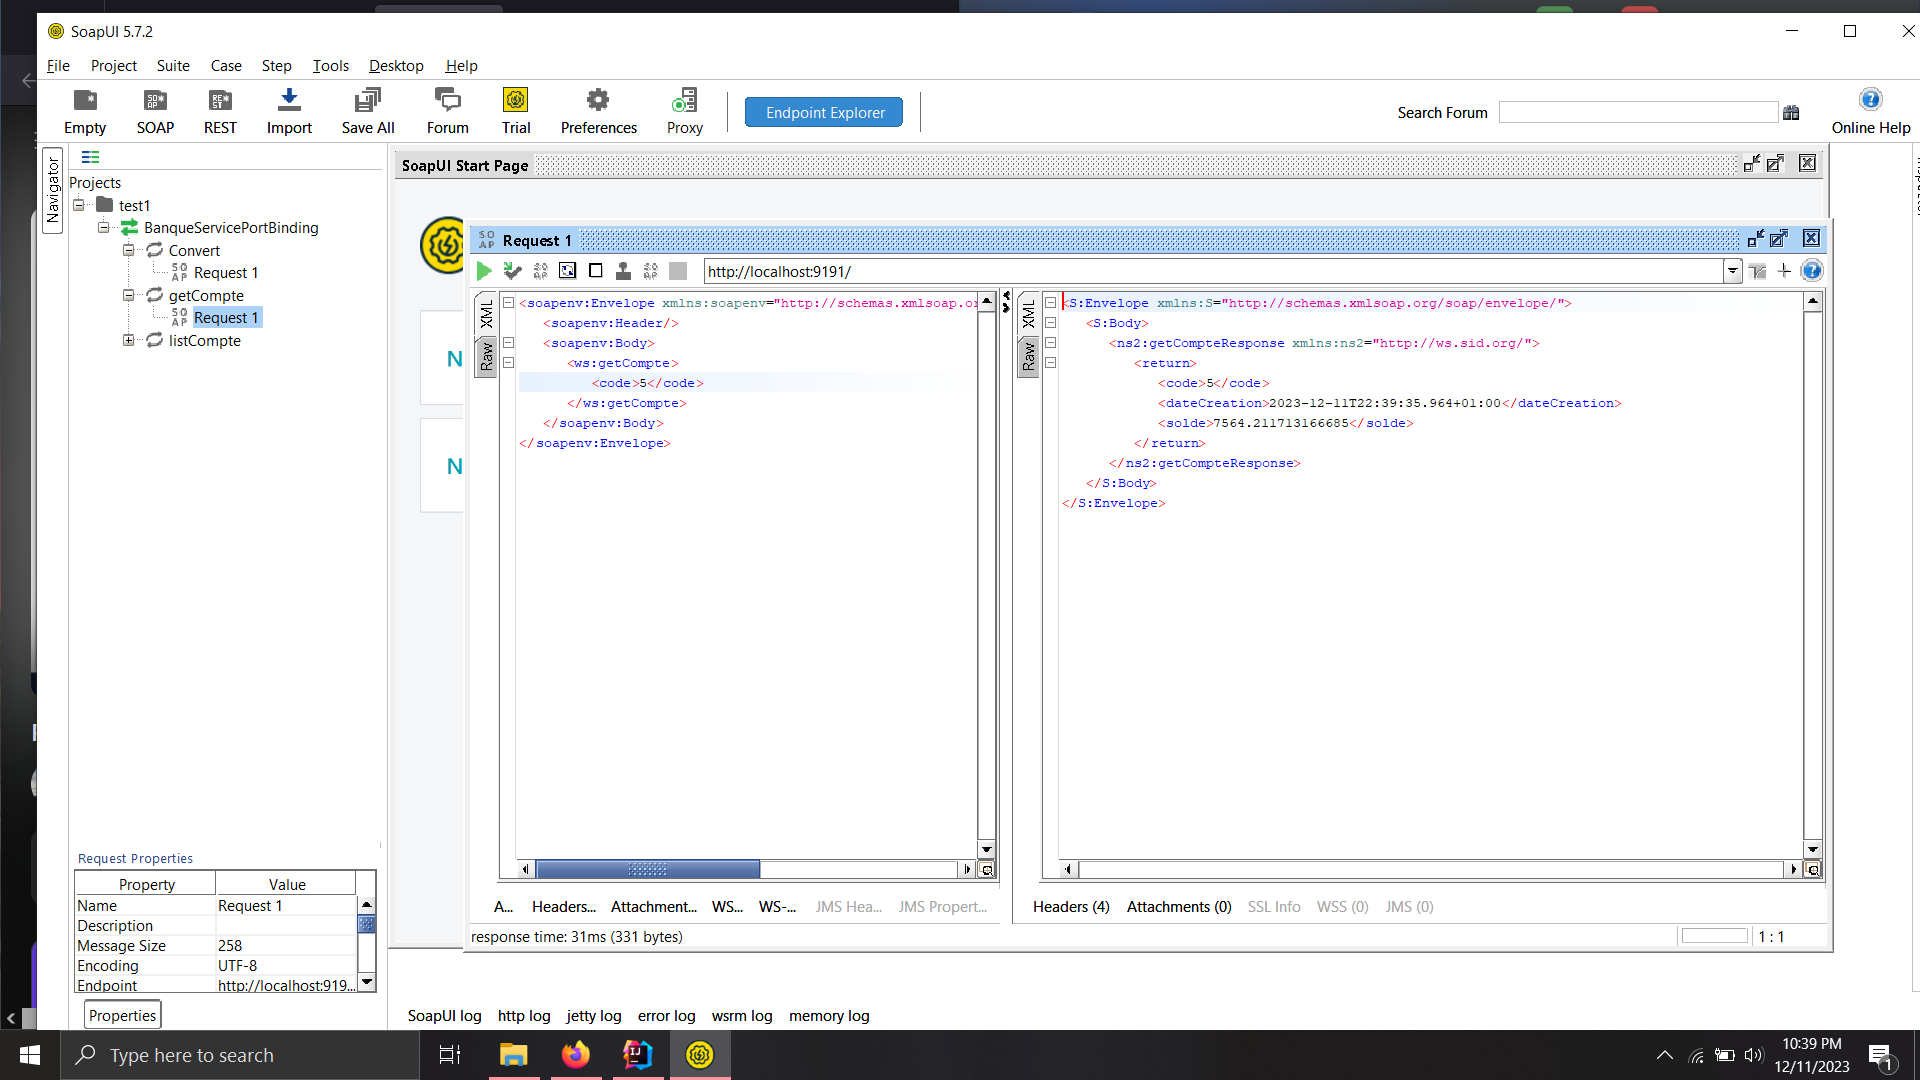 SoapUI 5.7.2
File Project Suite Case Step Tools Desktop Help
Empty SOAP REST Import Save All Forum Trial Preferences Proxy Endpoint Explorer Search Forum Online Help
Navigator
Projects
test1
BanqueServicePortBinding
Convert
Request 1
getCompte
Request 1
listCompte
SoapUI Start Page
Request 1
http://localhost:9191/
XML
Raw
<soapenv:Envelope xmlns:soapenv="http://schemas.xmlsoap.or
<soapenv:Header/>
<soapenv:Body>
<ws:getCompte>
<code>5</code>
</ws:getCompte>
</soapenv:Body>
</soapenv:Envelope>
XML
Raw
<S:Envelope xmlns:S="http://schemas.xmlsoap.org/soap/envelope/">
<S:Body>
<ns2:getCompteResponse xmlns:ns2="http://ws.sid.org/">
<return>
<code>5</code>
<dateCreation>2023-12-11T22:39:35.964+01:00</dateCreation>
<solde>7564.211713166685</solde>
</return>
</ns2:getCompteResponse>
</S:Body>
</S:Envelope>
N
N
A... Headers... Attachment... WS... WS-... JMS Hea... JMS Propert...
Headers (4) Attachments (0) SSL Info WSS (0) JMS (0)
response time: 31ms (331 bytes)
1 : 1
Request Properties
Property Value
Name Request 1
Description
Message Size 258
Encoding UTF-8
Endpoint http://localhost:919...
Properties
SoapUI log http log jetty log error log wsrm log memory log
Type here to search
10:39 PM
12/11/2023
1